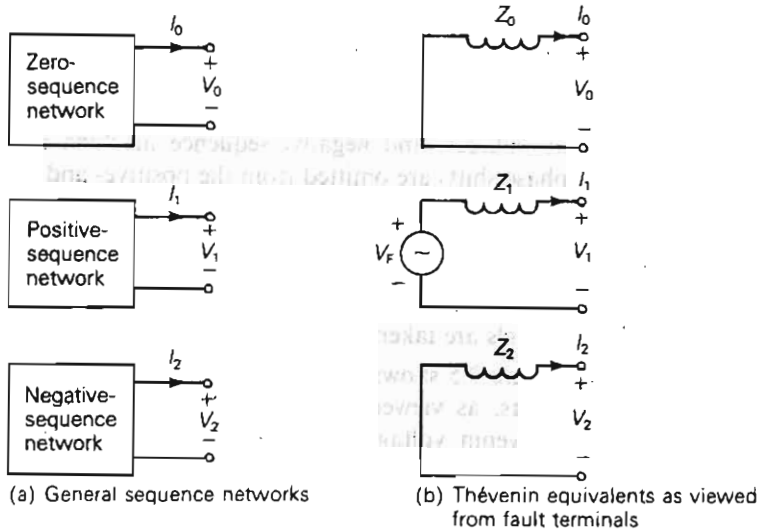 I₀
+
V₀
−
Zero-
sequence
network
Z₀
I₀
+
V₀
−
I₁
+
V₁
−
Positive-
sequence
network
Z₁
I₁
+
V_F
~
−
+
V₁
−
I₂
+
V₂
−
Negative-
sequence
network
Z₂
I₂
+
V₂
−
(a) General sequence networks
(b) Thévenin equivalents as viewed
from fault terminals